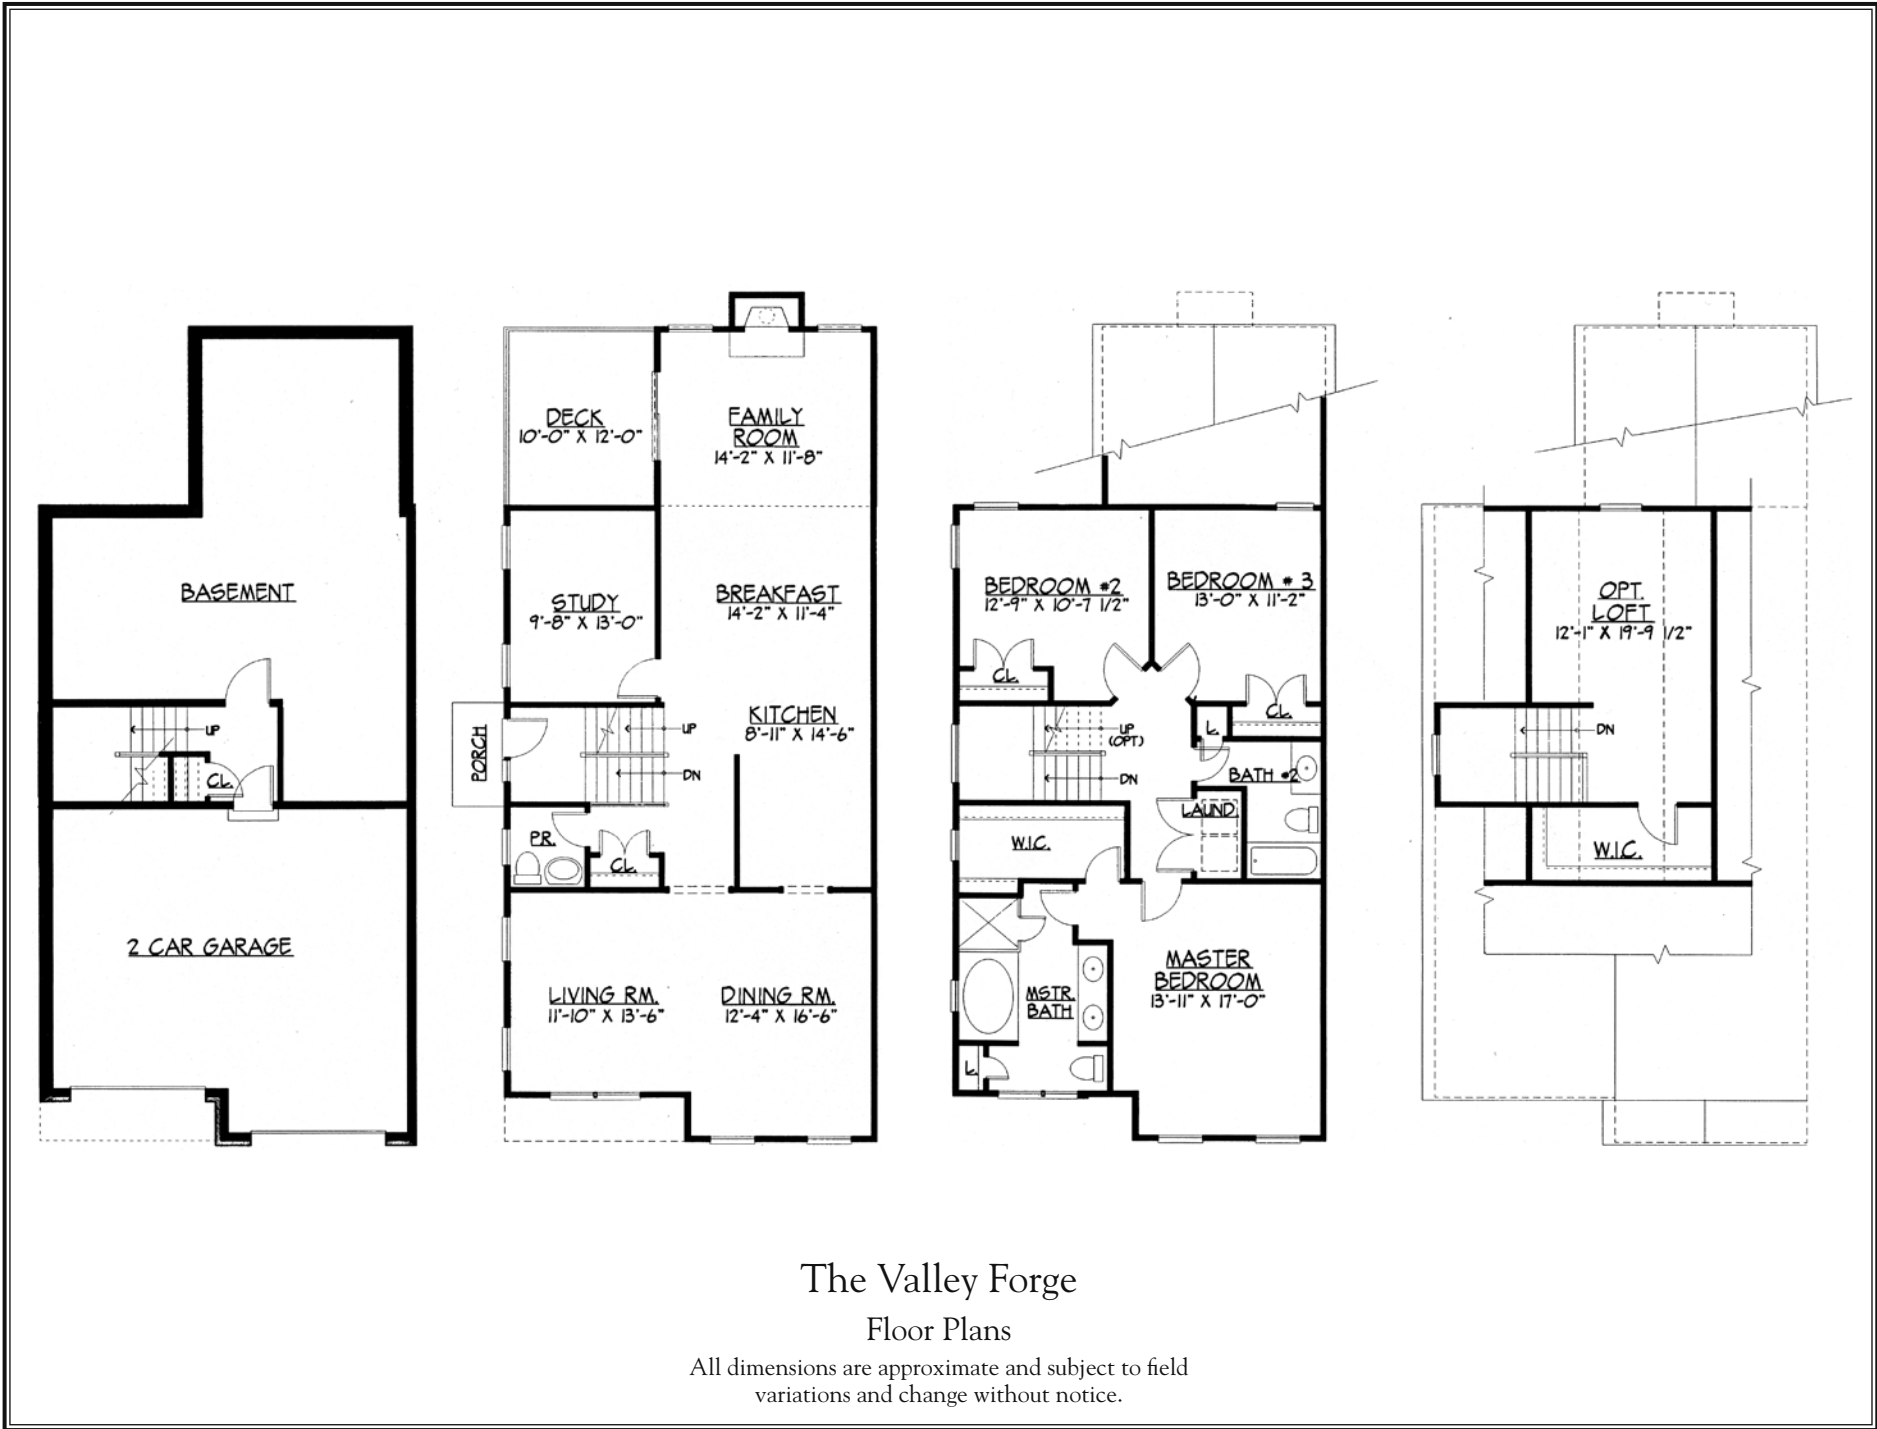 BASEMENT
UP
CL.
2 CAR GARAGE
DECK
10'-0" X 12'-0"
FAMILY
ROOM
14'-2" X 11'-8"
STUDY
9'-8" X 13'-0"
BREAKFAST
14'-2" X 11'-4"
KITCHEN
8'-11" X 14'-6"
PORCH
UP
DN
P.R.
CL.
LIVING RM.
11'-10" X 13'-6"
DINING RM.
12'-4" X 16'-6"
BEDROOM #2
12'-9" X 10'-7 1/2"
BEDROOM # 3
13'-0" X 11'-2"
CL.
CL.
UP
(OPT)
DN
L.
BATH #2
LAUND.
W.I.C.
MASTER
BEDROOM
13'-11" X 17'-0"
MSTR.
BATH
L.
OPT.
LOFT
12'-1" X 19'-9 1/2"
DN
W.I.C.
The Valley Forge
Floor Plans
All dimensions are approximate and subject to field
variations and change without notice.